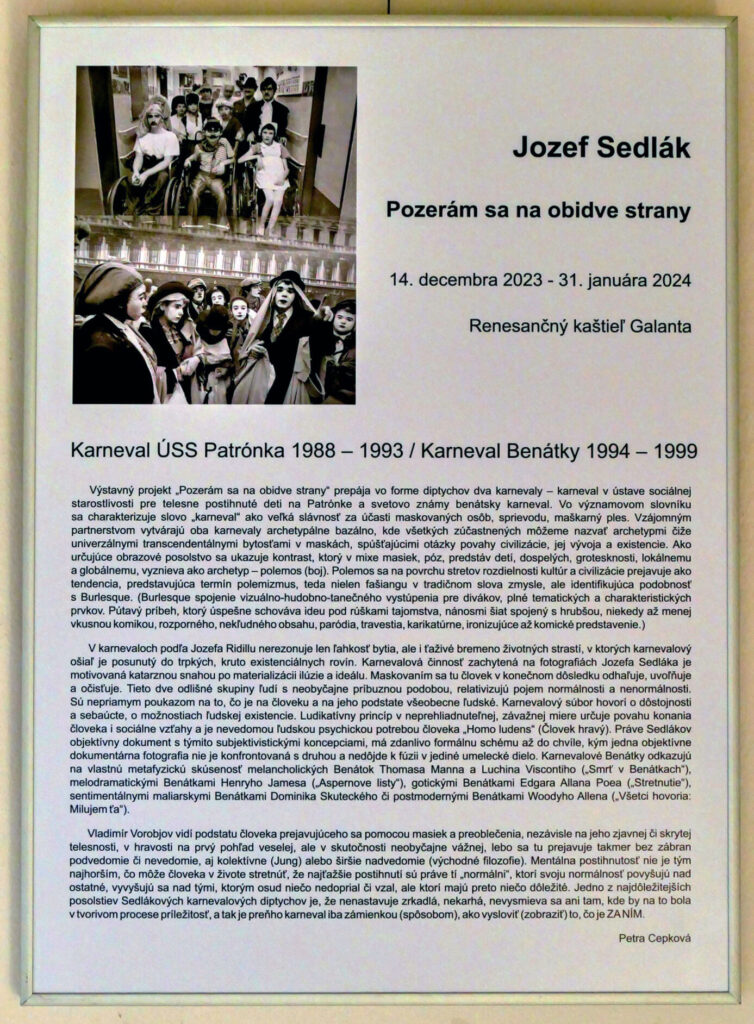 Jozef Sedlák
Pozerám sa na obidve strany
14. decembra 2023 - 31. januára 2024
Renesančný kaštieľ Galanta
Karneval ÚSS Patrónka 1988 – 1993 / Karneval Benátky 1994 – 1999
Výstavný projekt „Pozerám sa na obidve strany“ prepája vo forme diptychov dva karnevaly – karneval v ústave sociálnej
starostlivosti pre telesne postihnuté deti na Patrónke a svetovo známy benátsky karneval. Vo významovom slovníku
sa charakterizuje slovo „karneval“ ako veľká slávnosť za účasti maskovaných osôb, sprievodu, maškarný ples. Vzájomným
partnerstvom vytvárajú oba karnevaly archetypálne bazálno, kde všetkých zúčastnených môžeme nazvať archetypmi čiže
univerzálnymi transcendentálnymi bytosťami v maskách, spúšťajúcimi otázky povahy civilizácie, jej vývoja a existencie. Ako
určujúce obrazové posolstvo sa ukazuje kontrast, ktorý v mixe masiek, póz, predstáv detí, dospelých, groteskností, lokálnemu
a globálnemu, vyznieva ako archetyp – polemos (boj). Polemos sa na povrchu stretov rozdielností kultúr a civilizácie prejavuje ako
tendencia, predstavujúca termín polemizmus, teda nielen fašiangu v tradičnom slova zmysle, ale identifikujúca podobnosť
s Burlesque. (Burlesque spojenie vizuálno-hudobno-tanečného vystúpenia pre divákov, plné tematických a charakteristických
prvkov. Pútavý príbeh, ktorý úspešne schováva ideu pod rúškami tajomstva, nánosmi šiat spojený s hrubšou, niekedy až menej
vkusnou komikou, rozporného, nekľudného obsahu, paródia, travestia, karikatúrne, ironizujúce až komické predstavenie.)
V karnevaloch podľa Jozefa Ridillu nerezonuje len ľahkosť bytia, ale i ťaživé bremeno životných strastí, v ktorých karnevalový
ošiaľ je posunutý do trpkých, kruto existenciálnych rovín. Karnevalová činnosť zachytená na fotografiách Jozefa Sedláka je
motivovaná katarznou snahou po materializácii ilúzie a ideálu. Maskovaním sa tu človek v konečnom dôsledku odhaľuje, uvoľňuje
a očisťuje. Tieto dve odlišné skupiny ľudí s neobyčajne príbuznou podobou, relativizujú pojem normálnosti a nenormálnosti.
Sú nepriamym poukazom na to, čo je na človeku a na jeho podstate všeobecne ľudské. Karnevalový súbor hovorí o dôstojnosti
a sebaúcte, o možnostiach ľudskej existencie. Ludikatívny princíp v neprehliadnuteľnej, závažnej miere určuje povahu konania
človeka i sociálne vzťahy a je nevedomou ľudskou psychickou potrebou človeka „Homo ludens“ (Človek hravý). Práve Sedlákov
objektívny dokument s týmito subjektivistickými koncepciami, má zdanlivo formálnu schému až do chvíle, kým jedna objektívne
dokumentárna fotografia nie je konfrontovaná s druhou a nedôjde k fúzii v jediné umelecké dielo. Karnevalové Benátky odkazujú
na vlastnú metafyzickú skúsenosť melancholických Benátok Thomasa Manna a Luchina Viscontiho („Smrť v Benátkach“),
melodramatickými Benátkami Henryho Jamesa („Aspernove listy“), gotickými Benátkami Edgara Allana Poea („Stretnutie“),
sentimentálnymi maliarskymi Benátkami Dominika Skuteckého či postmodernými Benátkami Woodyho Allena („Všetci hovoria:
Milujem ťa“).
Vladimír Vorobjov vidí podstatu človeka prejavujúceho sa pomocou masiek a preoblečenia, nezávisle na jeho zjavnej či skrytej
telesnosti, v hravosti na prvý pohľad veselej, ale v skutočnosti neobyčajne vážnej, lebo sa tu prejavuje takmer bez zábran
podvedomie či nevedomie, aj kolektívne (Jung) alebo širšie nadvedomie (východné filozofie). Mentálna postihnutosť nie je tým
najhorším, čo môže človeka v živote stretnúť, že najťažšie postihnutí sú práve tí „normálni“, ktorí svoju normálnosť povyšujú nad
ostatné, vyvyšujú sa nad tými, ktorým osud niečo nedoprial či vzal, ale ktorí majú preto niečo dôležité. Jedno z najdôležitejších
posolstiev Sedlákových karnevalových diptychov je, že nenastavuje zrkadlá, nekarhá, nevysmieva sa ani tam, kde by na to bola
v tvorivom procese príležitosť, a tak je preňho karneval iba zámienkou (spôsobom), ako vysloviť (zobraziť) to, čo je ZA NÍM.
Petra Cepková